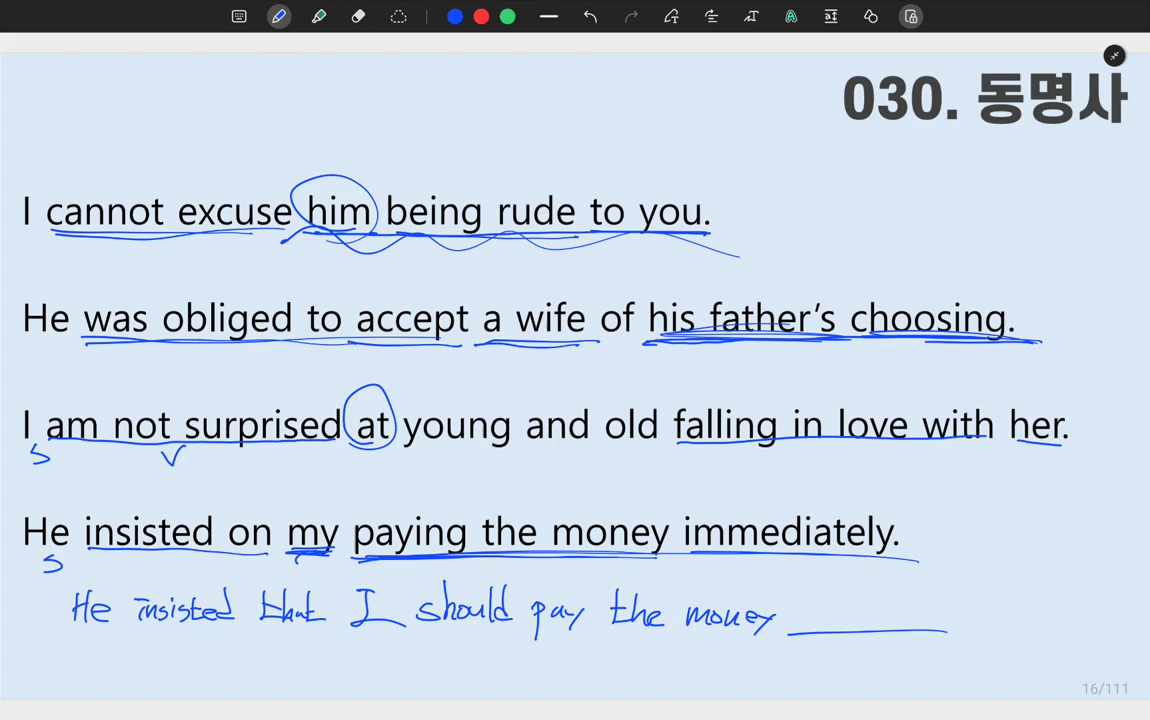 030. 동명사
I cannot excuse him being rude to you.
He was obliged to accept a wife of his father's choosing.
I am not surprised at young and old falling in love with her.
S V
He insisted on my paying the money immediately.
S
He insisted that I should pay the money
16/111